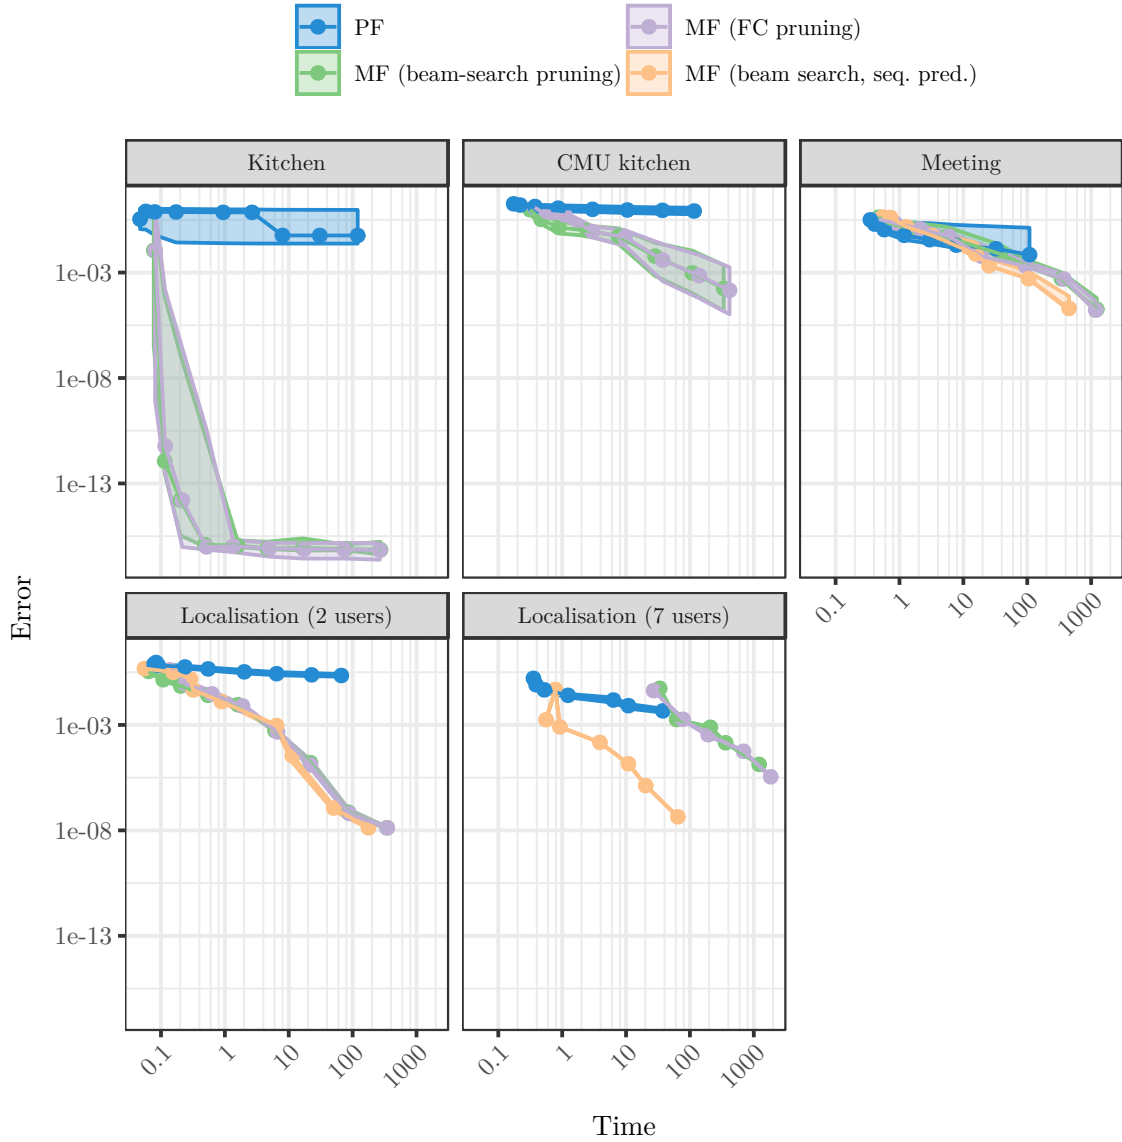 PF
MF (FC pruning)
MF (beam-search pruning)
MF (beam search, seq. pred.)
Kitchen
CMU kitchen
Meeting
1e-03
1e-08
1e-13
0.1
1
10
100
1000
Localisation (2 users)
Localisation (7 users)
1e-03
1e-08
1e-13
0.1
1
10
100
1000
0.1
1
10
100
1000
Error
Time